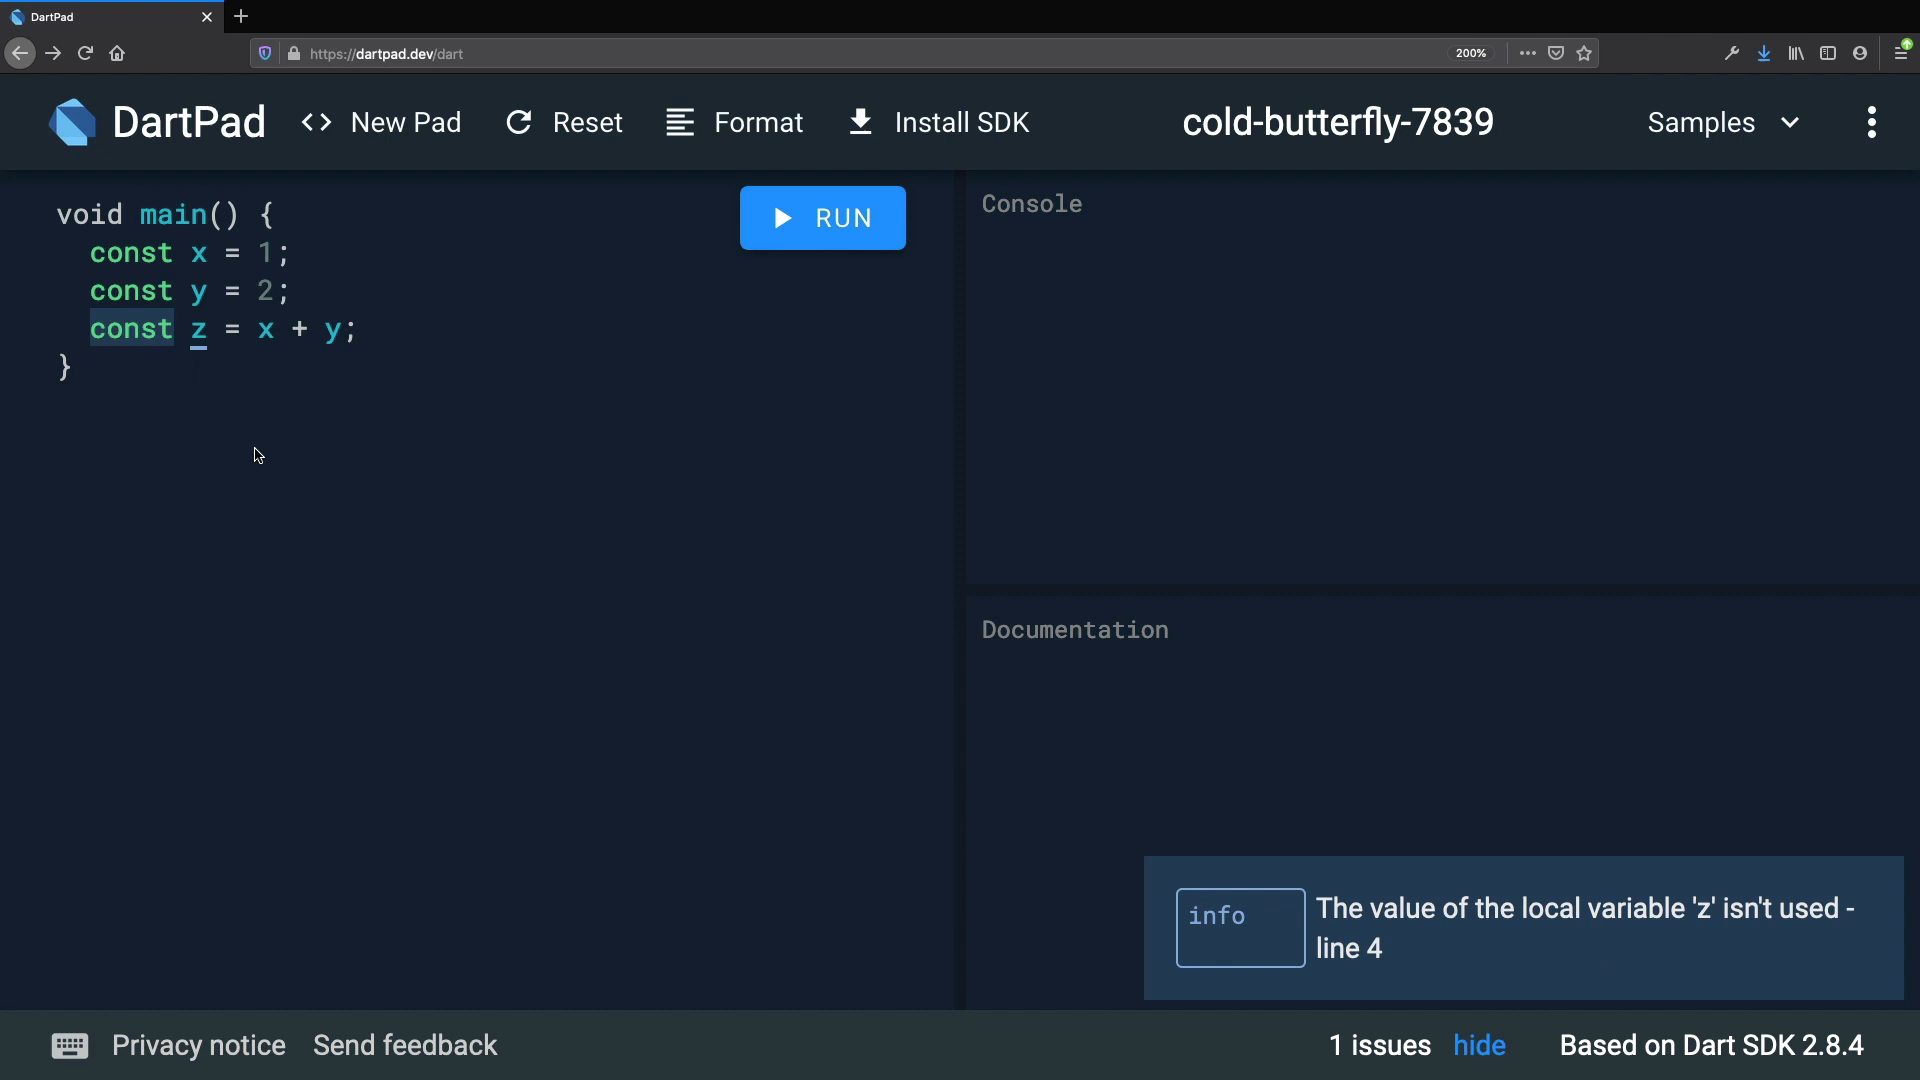 DartPad
https://dartpad.dev/dart
200%
DartPad
<> New Pad
Reset
Format
Install SDK
cold-butterfly-7839
Samples
void main() {
  const x = 1;
  const y = 2;
  const z = x + y;
}
RUN
Console
Documentation
info
The value of the local variable 'z' isn't used -
line 4
Privacy notice
Send feedback
1 issues
hide
Based on Dart SDK 2.8.4